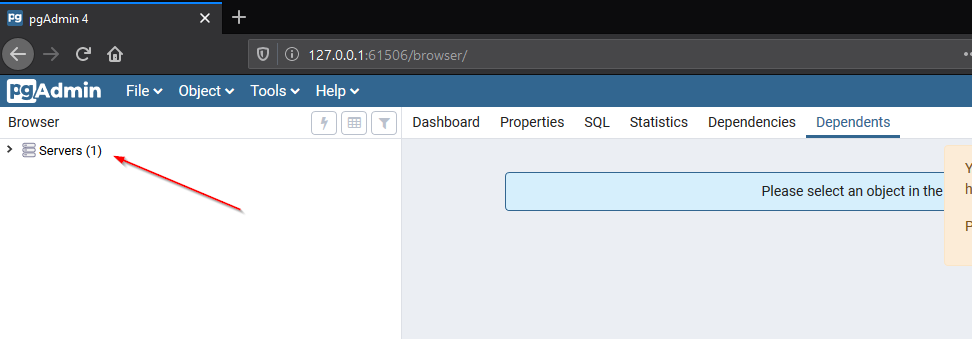 pg pgAdmin 4
127.0.0.1:61506/browser/
pgAdmin File Object Tools Help
Browser
Dashboard Properties SQL Statistics Dependencies Dependents
Servers (1)
Please select an object in the